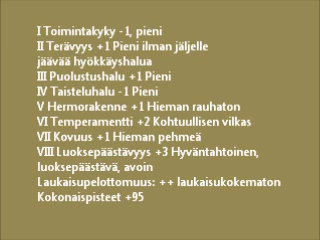 I Toimintakyky -1, pieni
II Terävyys +1 Pieni ilman jäljelle
jäävää hyökkäyshalua
III Puolustushalu +1 Pieni
IV Taisteluhalu -1 Pieni
V Hermorakenne +1 Hieman rauhaton
VI Temperamentti +2 Kohtuullisen vilkas
VII Kovuus +1 Hieman pehmeä
VIII Luoksepäästävyys +3 Hyväntahtoinen,
luoksepäästävä, avoin
Laukaisupelottomuus: ++ laukaisukokematon
Kokonaispisteet +95